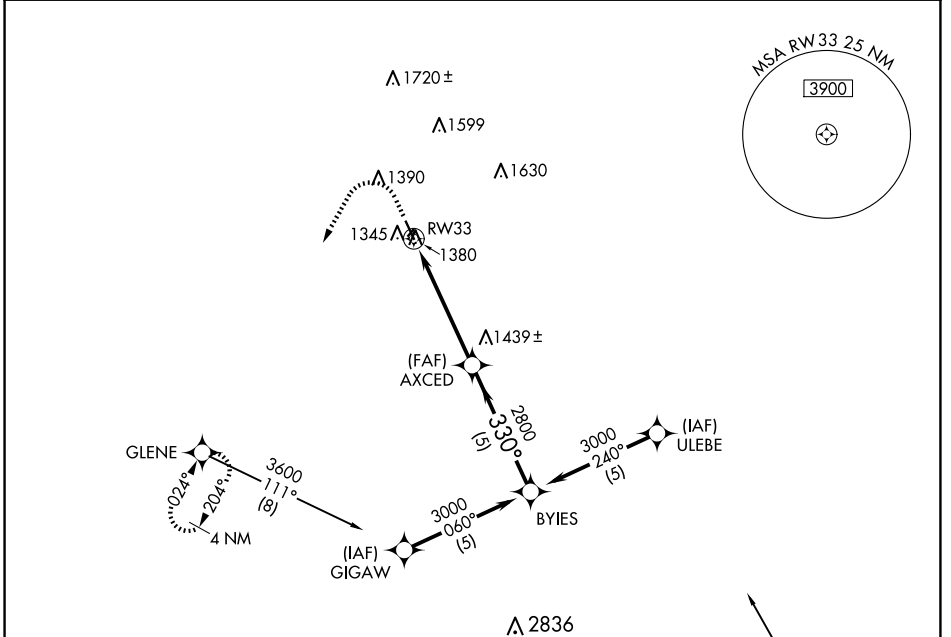 MSA RW33 25 NM
3900
1720±
1599
1630
1390
1345
RW33
1380
1439±
(FAF)
AXCED
2800
330°
(5)
(IAF)
ULEBE
3000
240°
(5)
GLENE
3600
111°
(8)
024°
204°
4 NM
BYIES
3000
060°
(5)
(IAF)
GIGAW
2836